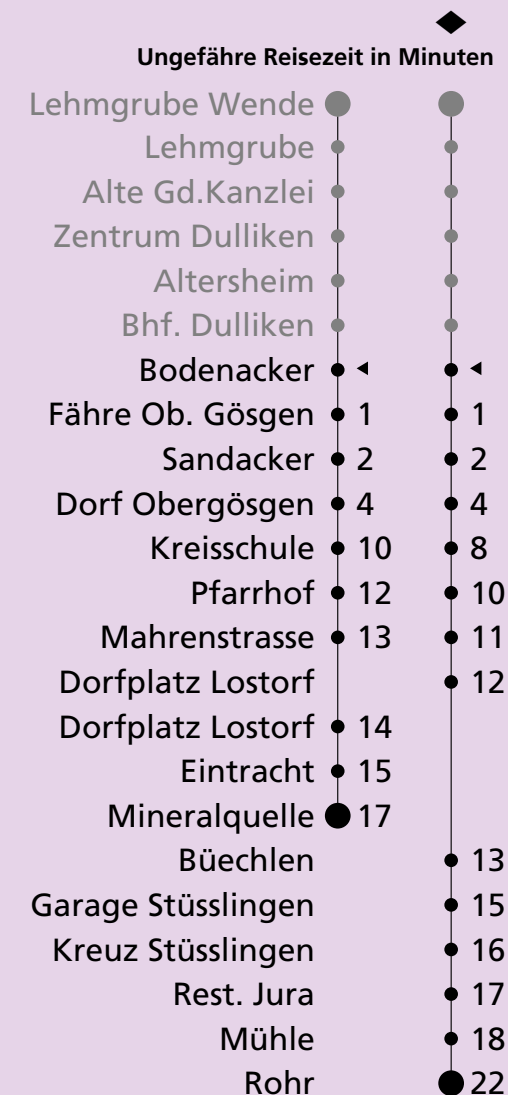 Ungefähre Reisezeit in Minuten
Lehmgrube Wende
Lehmgrube
Alte Gd.Kanzlei
Zentrum Dulliken
Altersheim
Bhf. Dulliken
Bodenacker
Fähre Ob. Gösgen 1 1
Sandacker 2 2
Dorf Obergösgen 4 4
Kreisschule 10 8
Pfarrhof 12 10
Mahrenstrasse 13 11
Dorfplatz Lostorf 12
Dorfplatz Lostorf 14
Eintracht 15
Mineralquelle 17
Büechlen 13
Garage Stüsslingen 15
Kreuz Stüsslingen 16
Rest. Jura 17
Mühle 18
Rohr 22